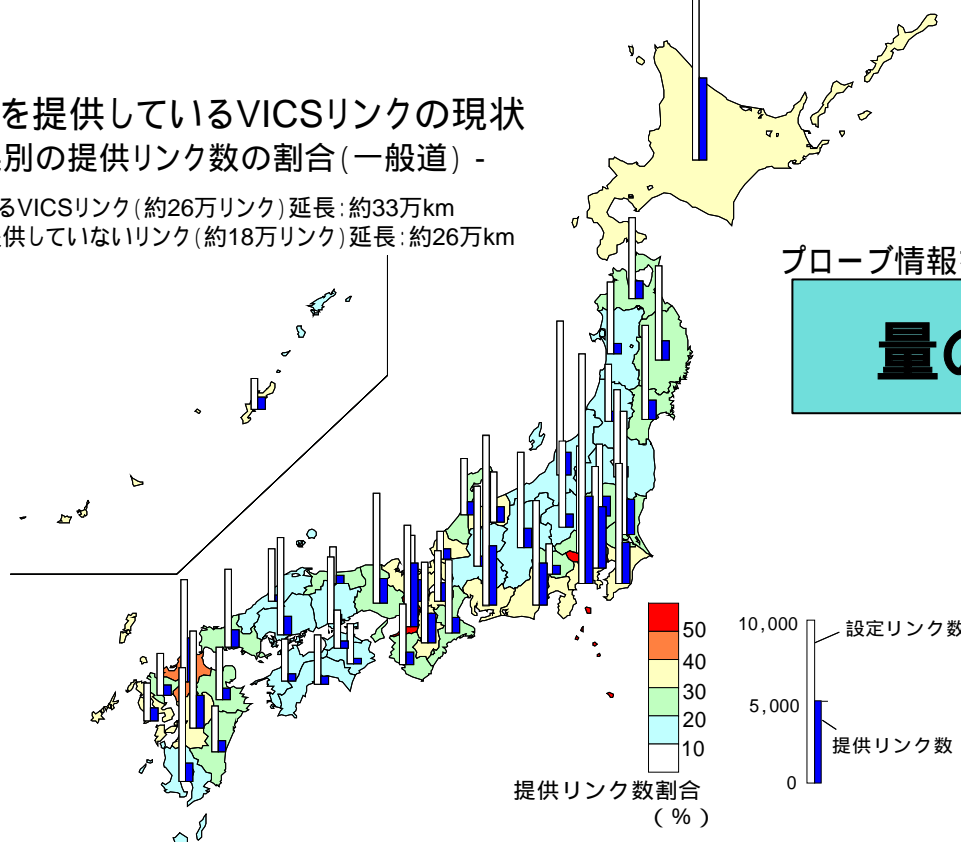 を提供しているVICSリンクの現状
別の提供リンク数の割合(一般道) -
るVICSリンク(約26万リンク)延長:約33万km
供していないリンク(約18万リンク)延長:約26万km
プローブ情報
量の
50
40
30
20
10
提供リンク数割合
(%)
10,000
設定リンク数
5,000
提供リンク数
0